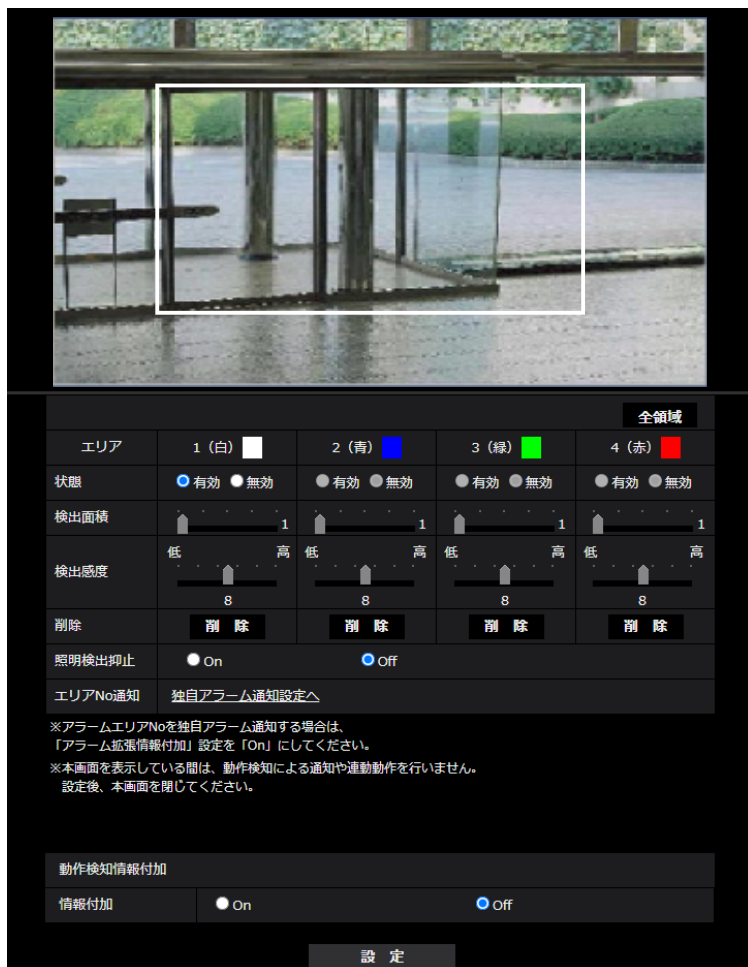 全領域
エリア 1（白） 2（青） 3（緑） 4（赤）
状態 有効 無効 有効 無効 有効 無効 有効 無効
検出面積 1 1 1 1
低 高 低 高 低 高 低 高
検出感度
8 8 8 8
削除 削 除 削 除 削 除 削 除
照明検出抑止 On Off
エリアNo通知 独自アラーム通知設定へ
※アラームエリアNoを独自アラーム通知する場合は、
「アラーム拡張情報付加」設定を「On」にしてください。
※本画面を表示している間は、動作検知による通知や連動動作を行いません。
設定後、本画面を閉じてください。
動作検知情報付加
情報付加 On Off
設 定